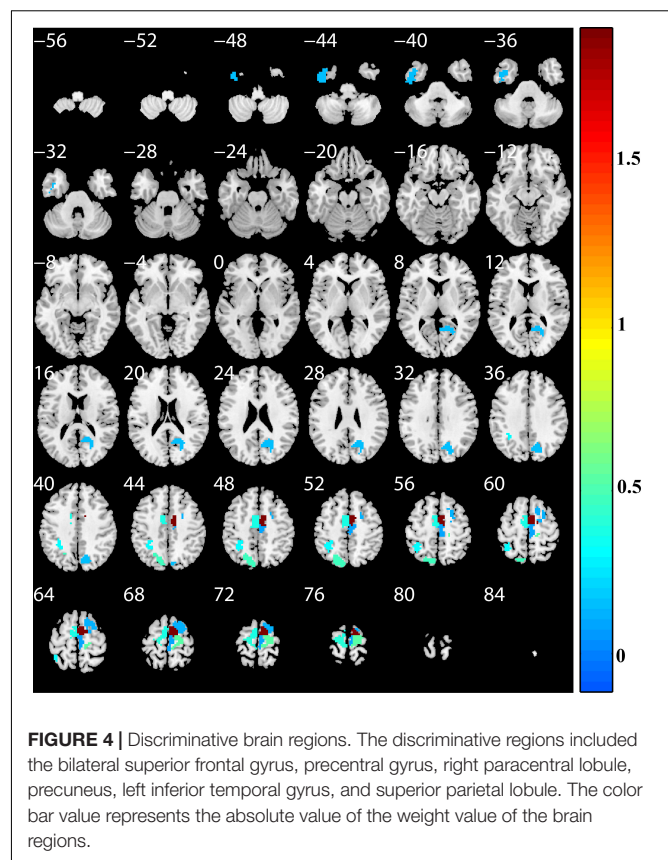 −56 −52 −48 −44 −40 −36
−32 −28 −24 −20 −16 −12
−8 −4 0 4 8 12
16 20 24 28 32 36
40 44 48 52 56 60
64 68 72 76 80 84
1.5
1
0.5
0
FIGURE 4 | Discriminative brain regions. The discriminative regions included
the bilateral superior frontal gyrus, precentral gyrus, right paracentral lobule,
precuneus, left inferior temporal gyrus, and superior parietal lobule. The color
bar value represents the absolute value of the weight value of the brain
regions.